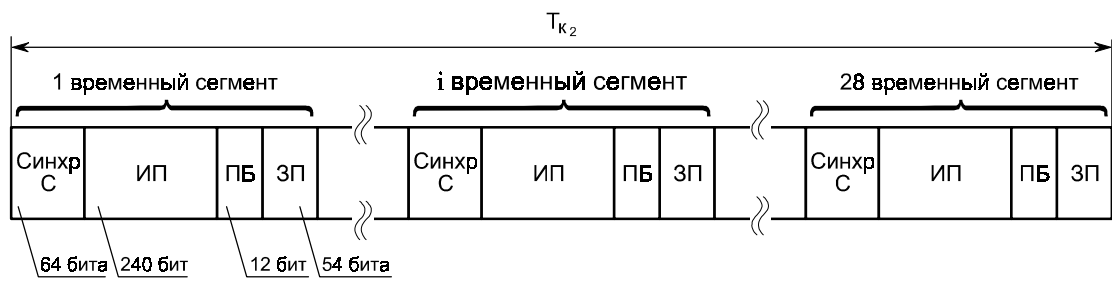 Тк2
1 временный сегмент
i временный сегмент
28 временный сегмент
Синхр С ИП ПБ ЗП
Синхр С ИП ПБ ЗП
Синхр С ИП ПБ ЗП
64 бита 240 бит 12 бит 54 бита